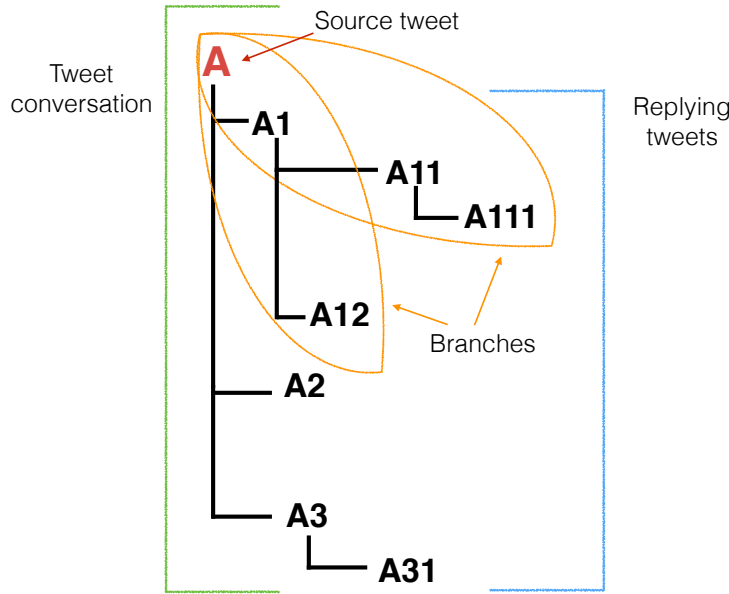 Source tweet
A
Tweet
conversation
Replying
tweets
A1
A11
A111
A12
Branches
A2
A3
A31